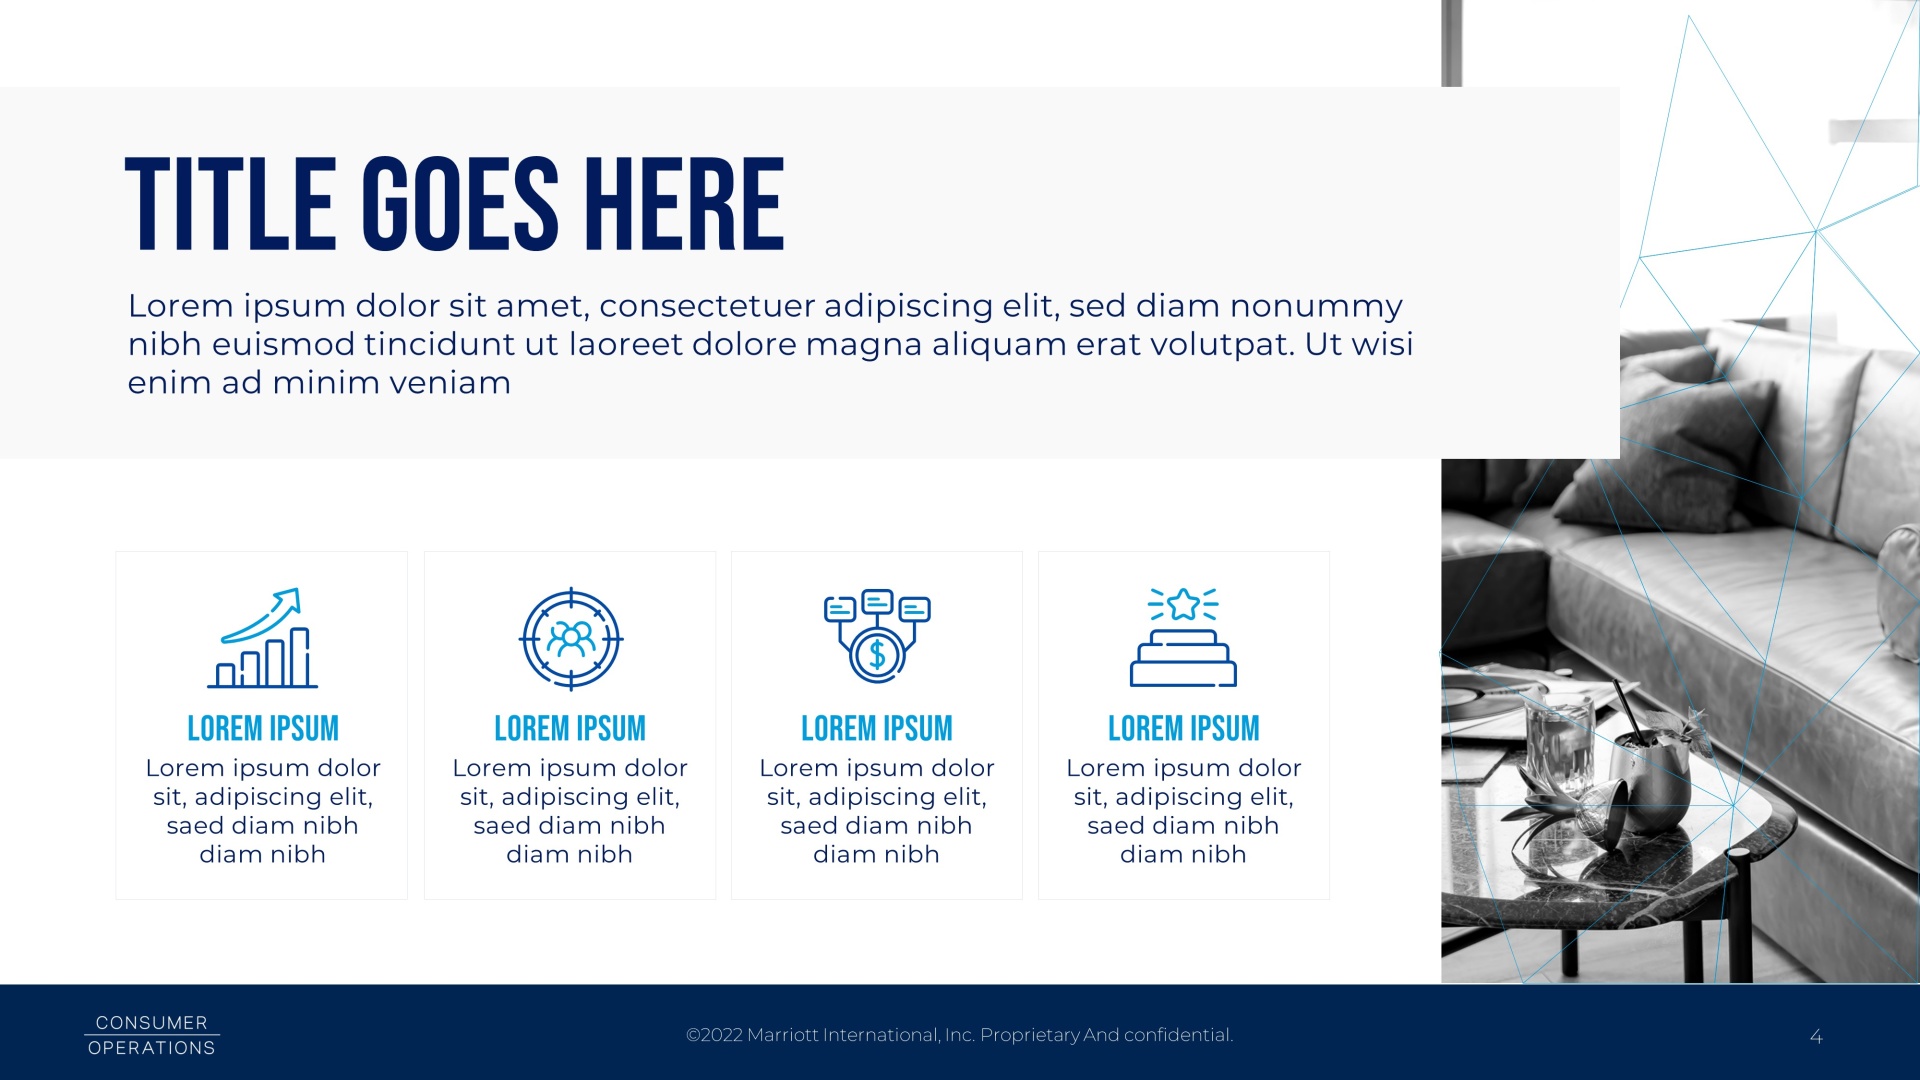 TITLE GOES HERE
Lorem ipsum dolor sit amet, consectetuer adipiscing elit, sed diam nonummy
nibh euismod tincidunt ut laoreet dolore magna aliquam erat volutpat. Ut wisi
enim ad minim veniam
LOREM IPSUM
Lorem ipsum dolor
sit, adipiscing elit,
saed diam nibh
diam nibh
LOREM IPSUM
Lorem ipsum dolor
sit, adipiscing elit,
saed diam nibh
diam nibh
$
LOREM IPSUM
Lorem ipsum dolor
sit, adipiscing elit,
saed diam nibh
diam nibh
LOREM IPSUM
Lorem ipsum dolor
sit, adipiscing elit,
saed diam nibh
diam nibh
CONSUMER
OPERATIONS
©2022 Marriott International, Inc. Proprietary And confidential.
4